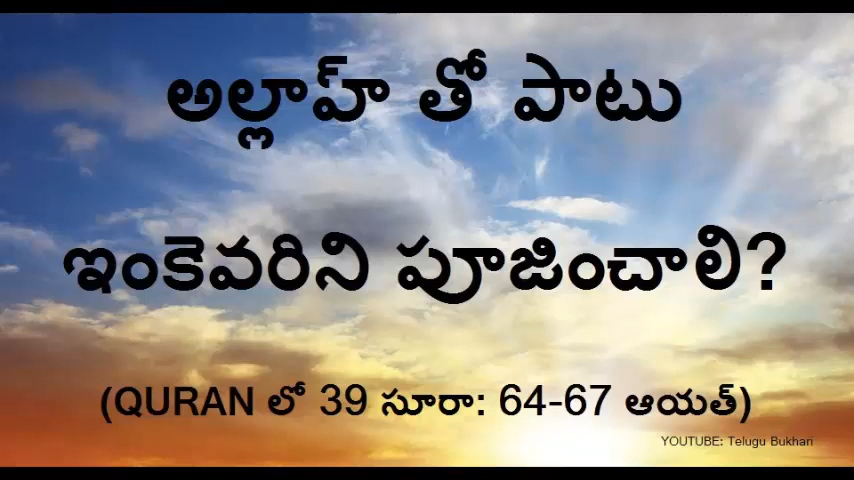 అల్లాహ్ తో పాటు
ఇంకెవరిని పూజించాలి?
(QURAN లో 39 సూరా: 64-67 ఆయత్)
YOUTUBE: Telugu Bukhari